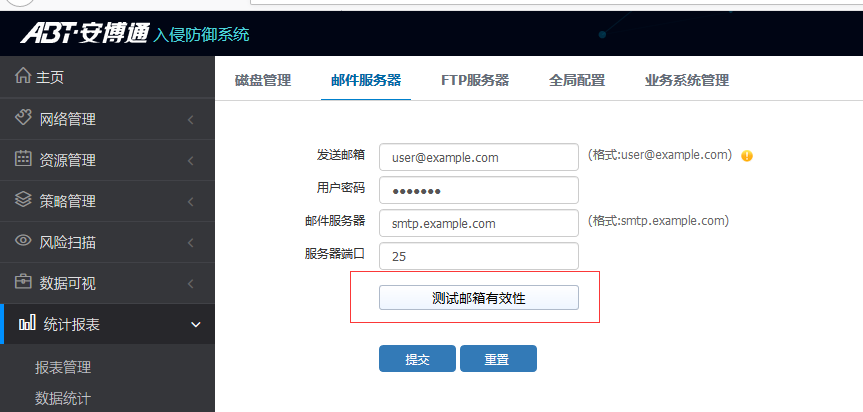 ABT·安博通 入侵防御系统
主页
网络管理
资源管理
策略管理
风险扫描
数据可视
统计报表
报表管理
数据统计
磁盘管理 邮件服务器 FTP服务器 全局配置 业务系统管理
发送邮箱 user@example.com (格式:user@example.com)
用户密码 •••••••
邮件服务器 smtp.example.com (格式:smtp.example.com)
服务器端口 25
测试邮箱有效性
提交 重置